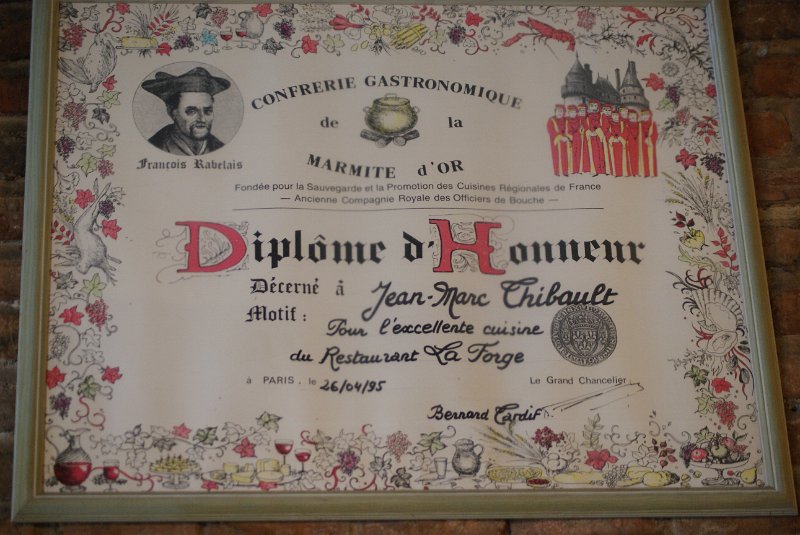 CONFRERIE GASTRONOMIQUE
de la
MARMITE d'OR
François Rabelais
Fondée pour la Sauvegarde et la Promotion des Cuisines Régionales de France
— Ancienne Compagnie Royale des Officiers de Bouche —
Diplôme d'Honneur
Décerné à Jean-Marc Thibault
Motif : Pour l'excellente cuisine
du Restaurant La Forge
à PARIS, le 26/04/95
Le Grand Chancelier
Bernard Cardif